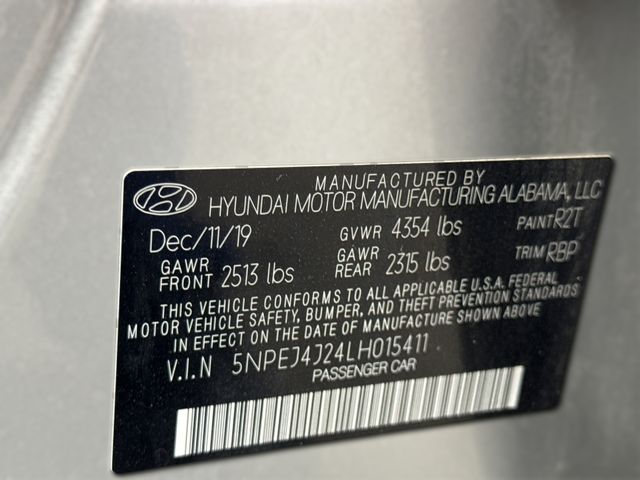 MANUFACTURED BY
HYUNDAI MOTOR MANUFACTURING ALABAMA, LLC
Dec/11/19 GVWR 4354 lbs PAINT R2T
GAWR FRONT 2513 lbs GAWR REAR 2315 lbs TRIM RBP
THIS VEHICLE CONFORMS TO ALL APPLICABLE U.S.A. FEDERAL
MOTOR VEHICLE SAFETY, BUMPER, AND THEFT PREVENTION STANDARDS
IN EFFECT ON THE DATE OF MANUFACTURE SHOWN ABOVE
V.I.N 5NPEJ4J24LH015411
PASSENGER CAR